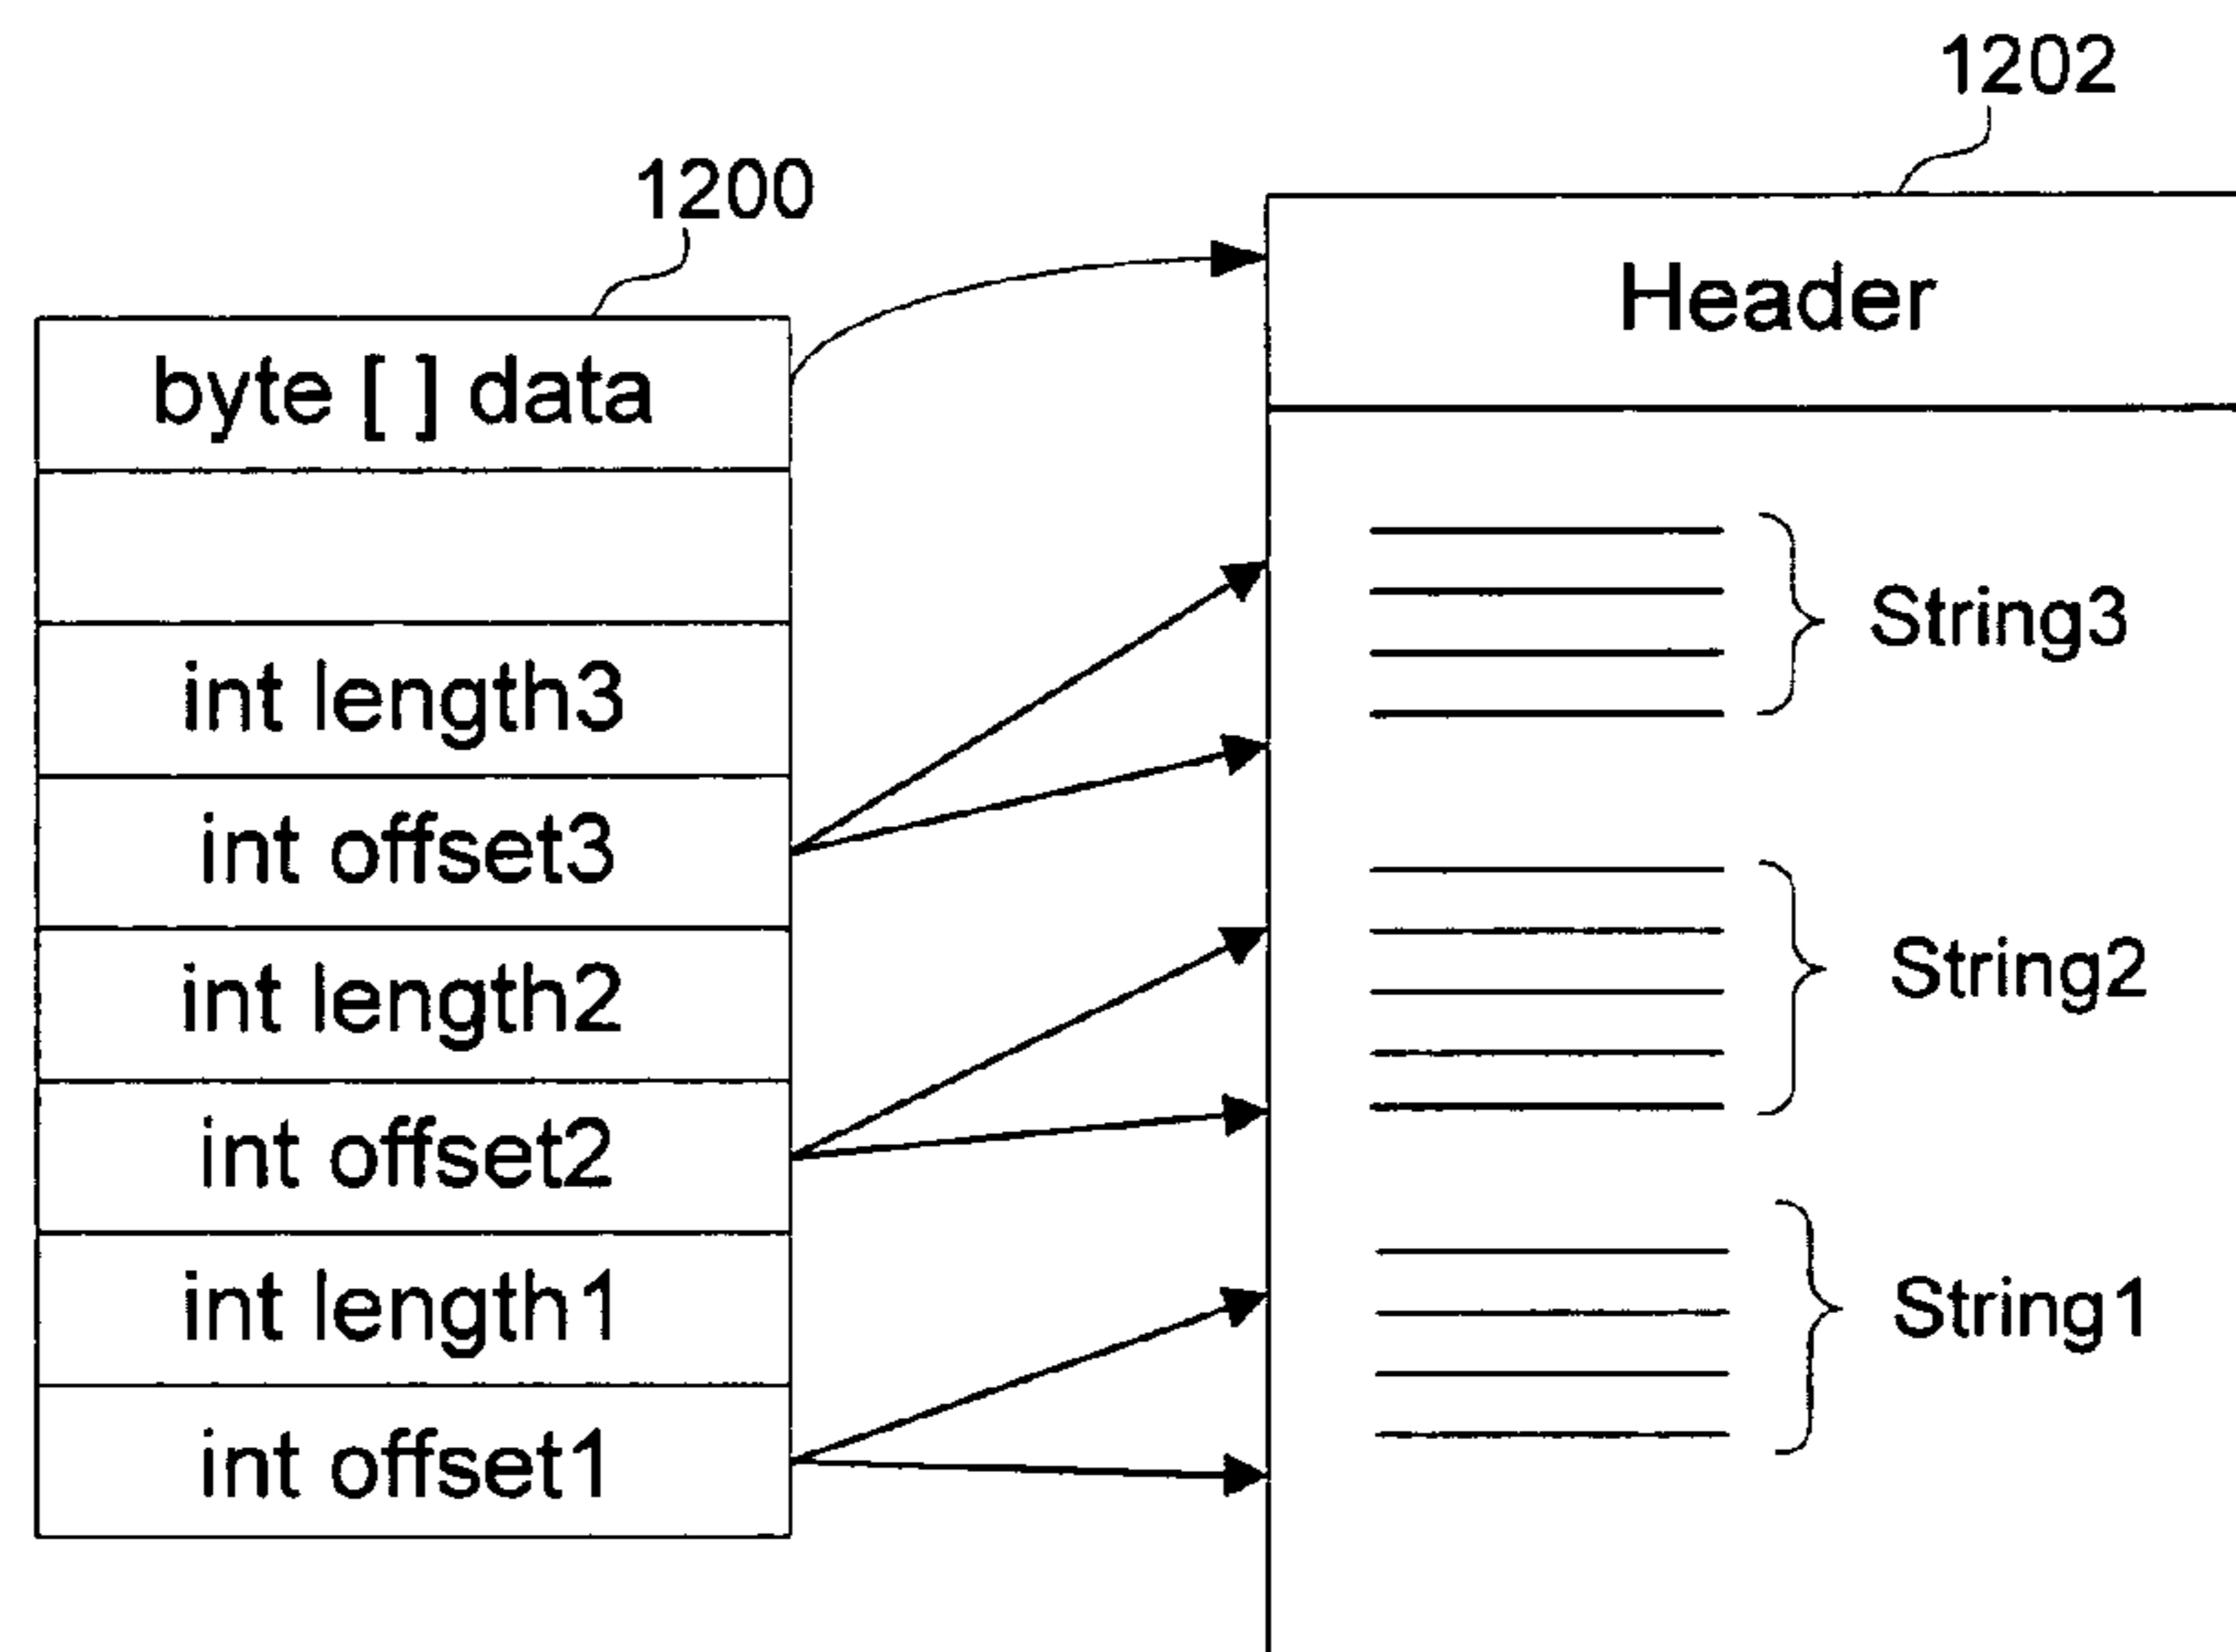 1202
1200
Header
byte [ ] data
int length3
String3
int offset3
int length2
String2
int offset2
int length1
String1
int offset1